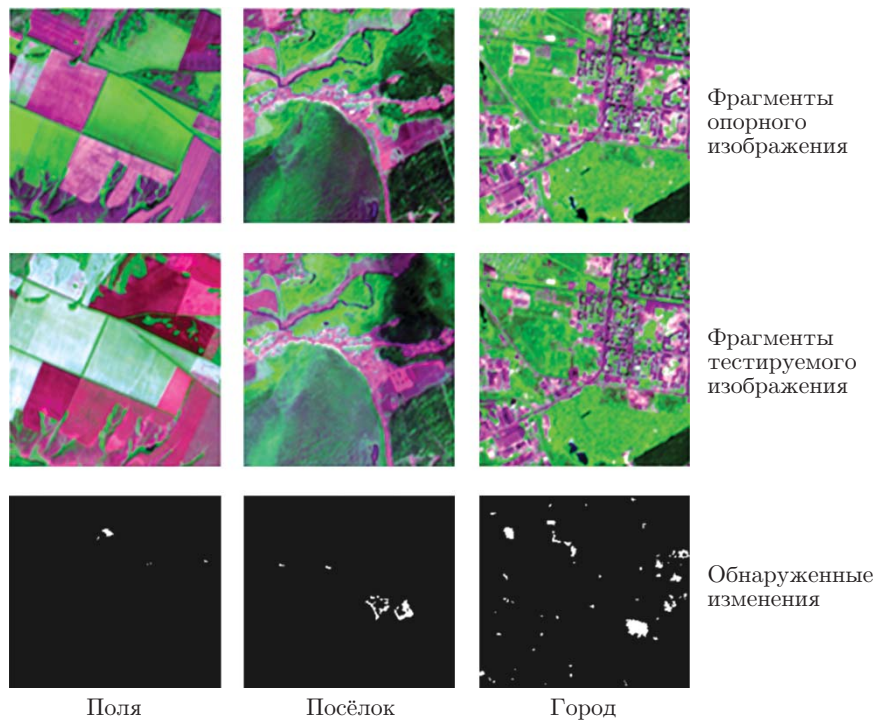 Фрагменты
опорного
изображения
Фрагменты
тестируемого
изображения
Обнаруженные
изменения
Поля
Посёлок
Город